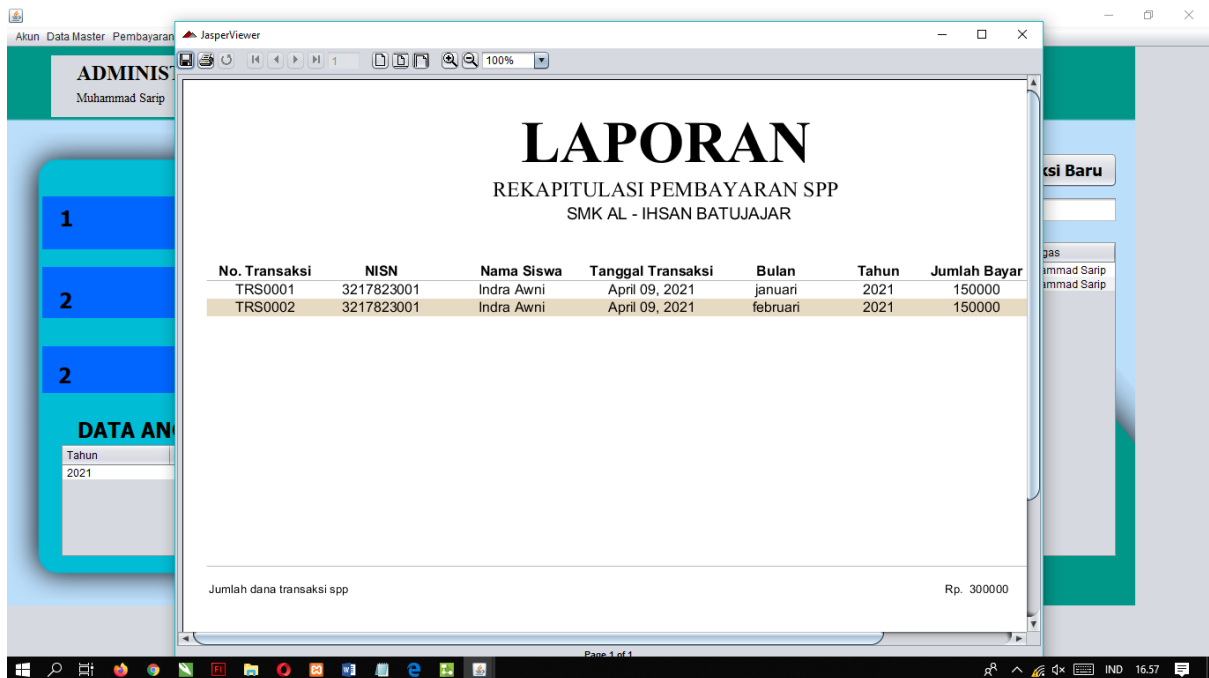 Akun Data Master Pembayaran
JasperViewer
ADMINIS
Muhammad Sarip
1
100%
LAPORAN
REKAPITULASI PEMBAYARAN SPP
SMK AL - IHSAN BATUJAJAR
si Baru
1
No. Transaksi NISN Nama Siswa Tanggal Transaksi Bulan Tahun Jumlah Bayar
TRS0001 3217823001 Indra Awni April 09, 2021 januari 2021 150000
TRS0002 3217823001 Indra Awni April 09, 2021 februari 2021 150000
gas
ammad Sarip
ammad Sarip
2
2
DATA AN
Tahun
2021
Jumlah dana transaksi spp Rp. 300000
Page 1 of 1
IND 16.57